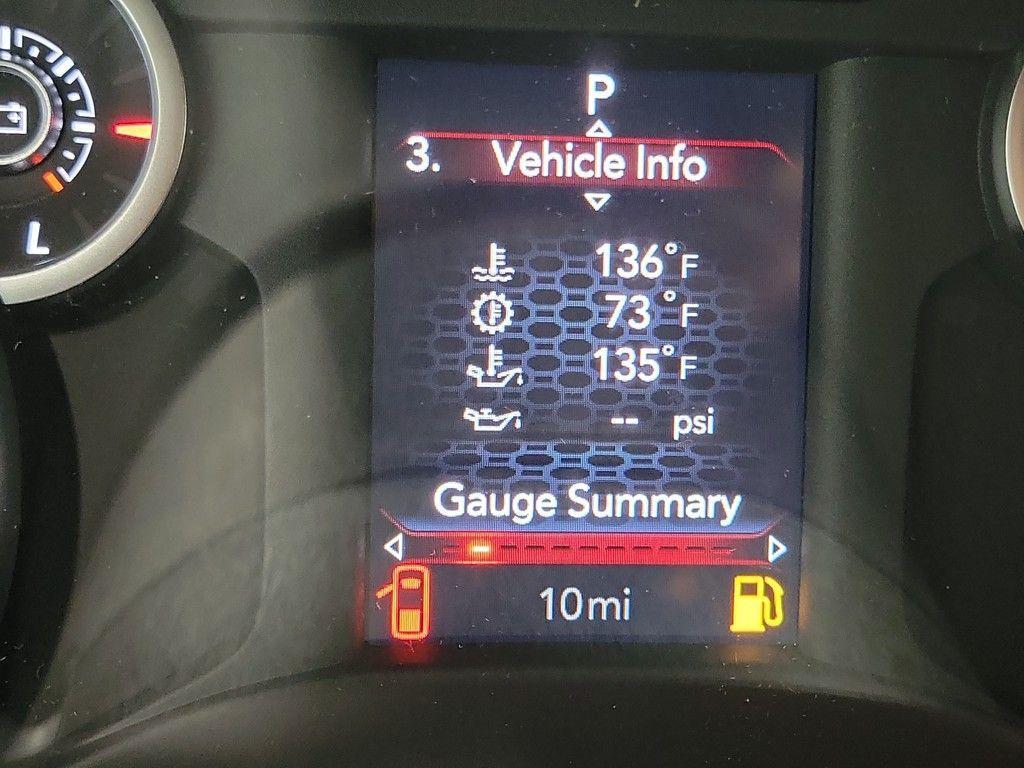 P
3. Vehicle Info
136°F
73°F
135°F
-- psi
L
Gauge Summary
10mi